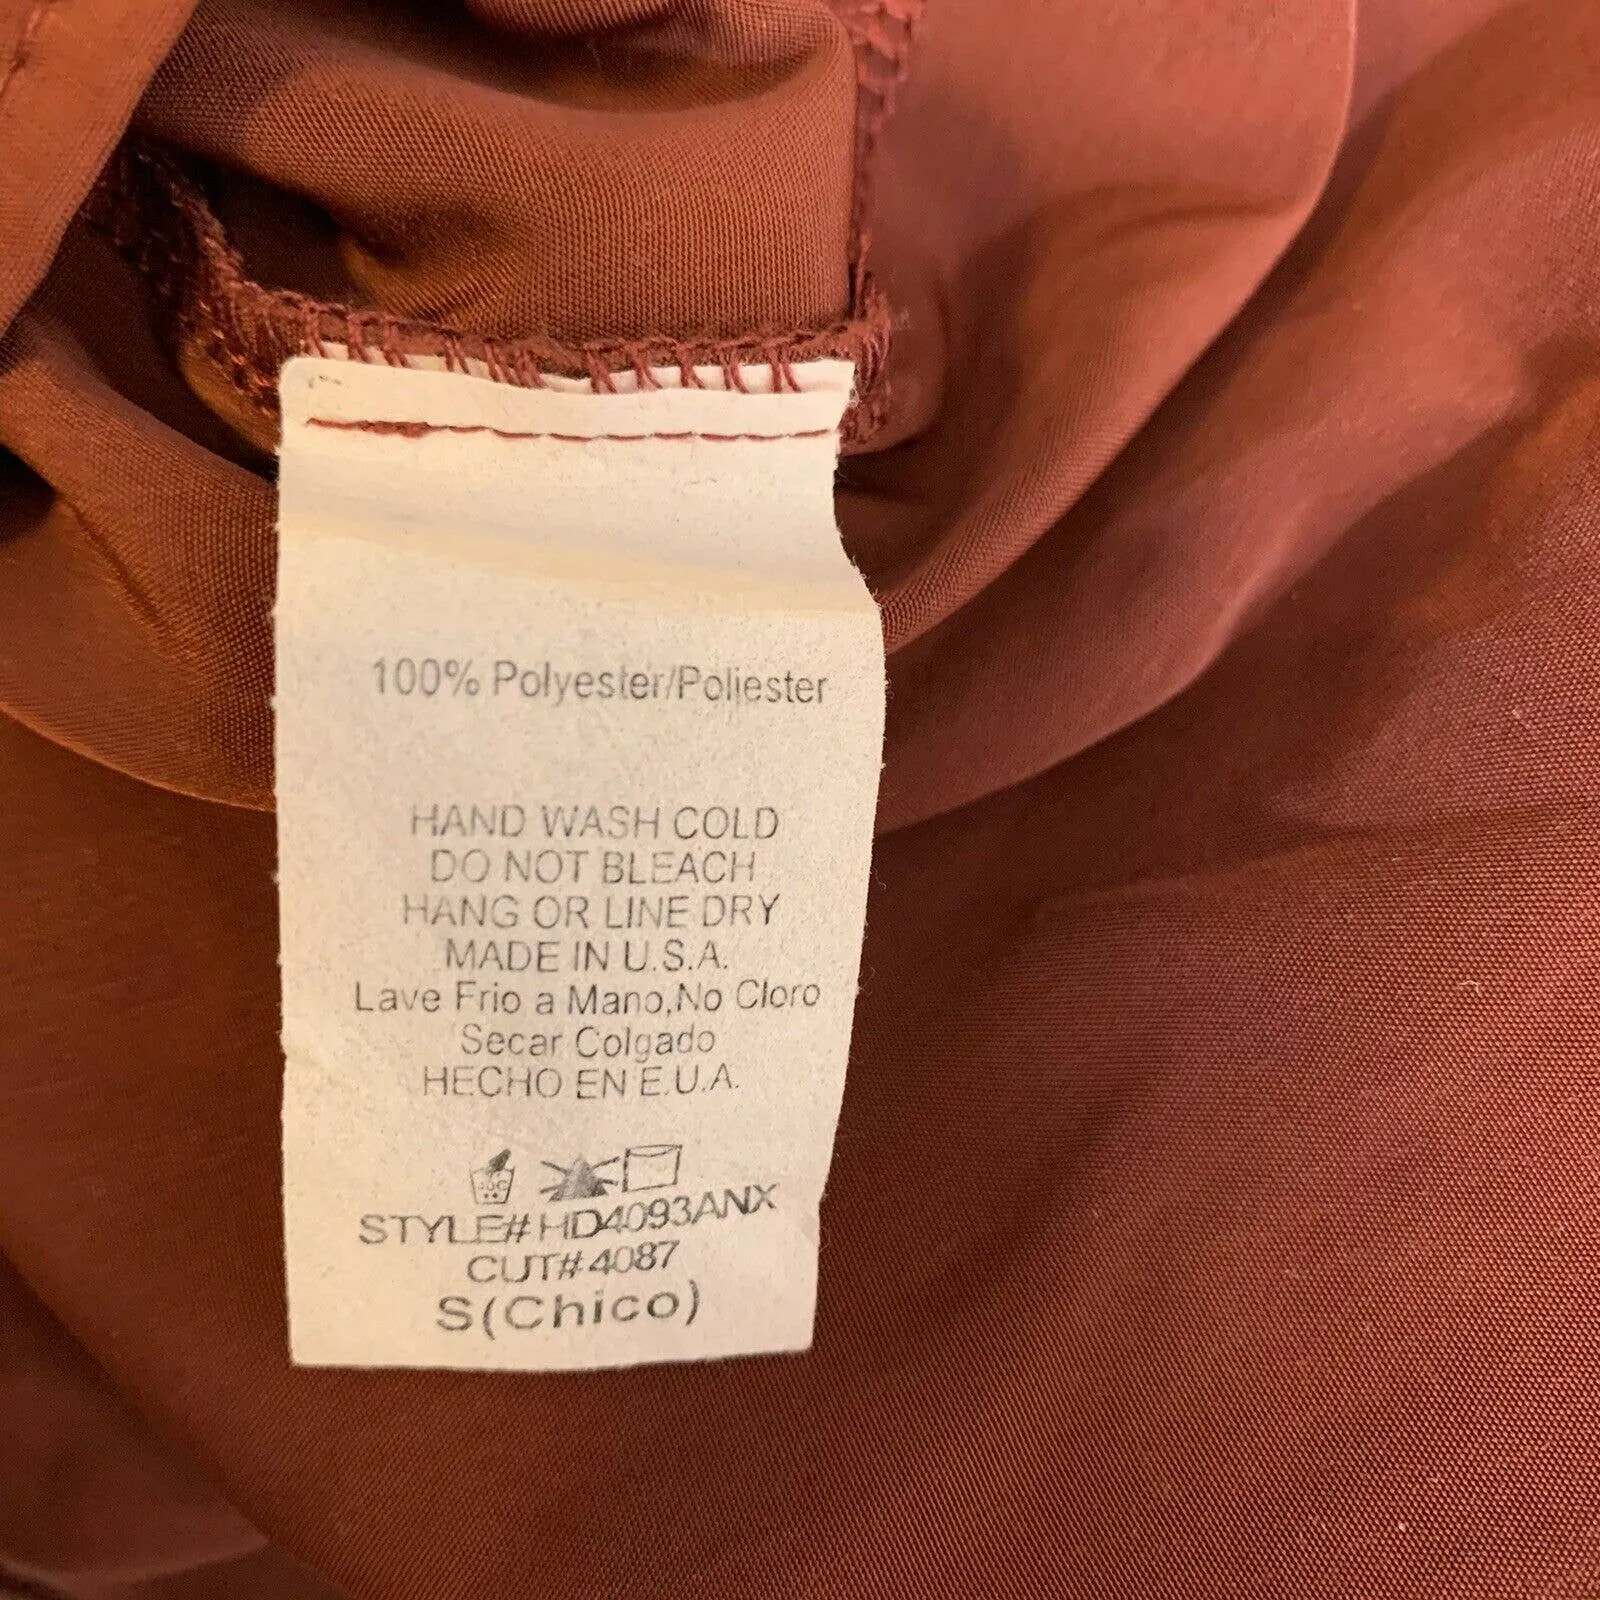 100% Polyester/Poliester
HAND WASH COLD
DO NOT BLEACH
HANG OR LINE DRY
MADE IN U.S.A.
Lave Frio a Mano,No Cloro
Secar Colgado
HECHO EN E.U.A.
STYLE# HD4093ANX
CUT# 4087
S(Chico)